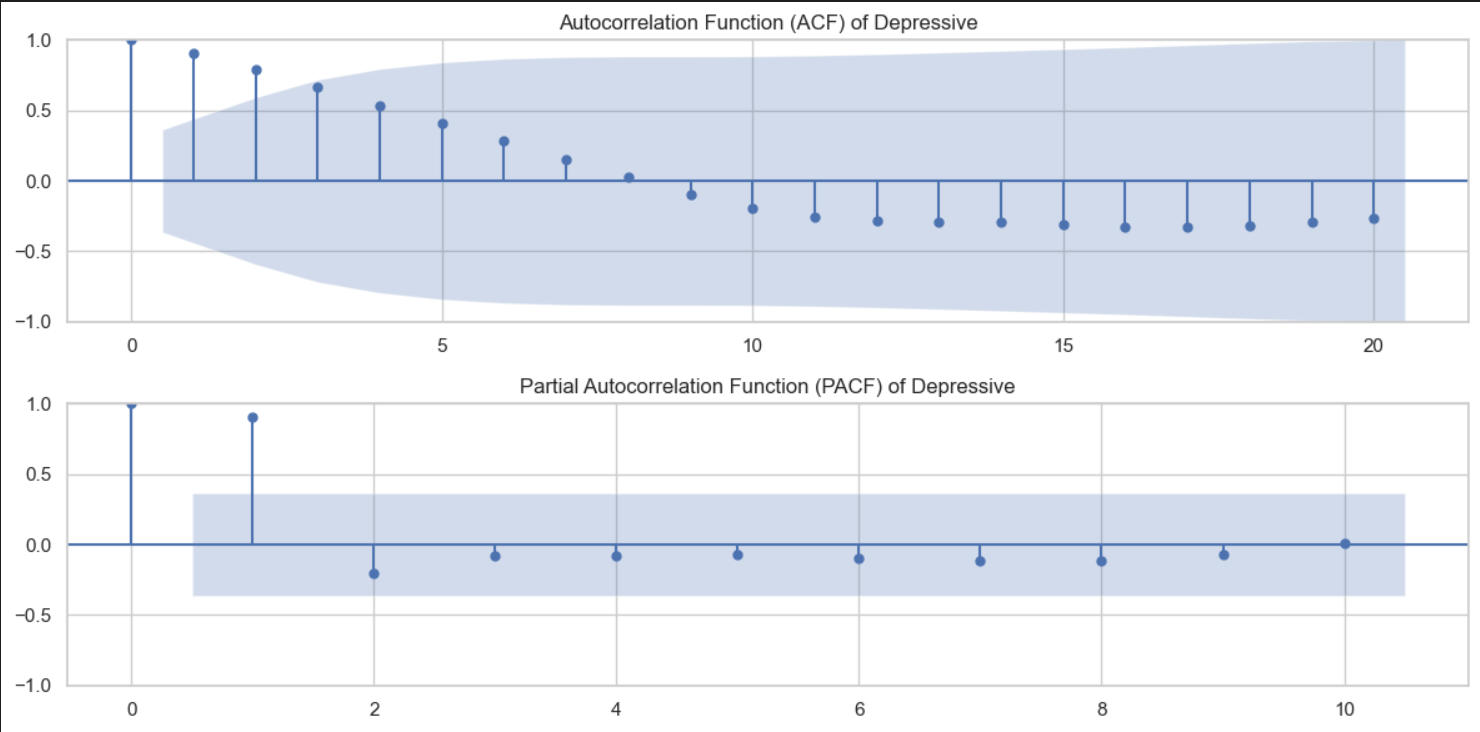 Autocorrelation Function (ACF) of Depressive
1.0
0.5
0.0
−0.5
−1.0
0 5 10 15 20
Partial Autocorrelation Function (PACF) of Depressive
1.0
0.5
0.0
−0.5
−1.0
0 2 4 6 8 10